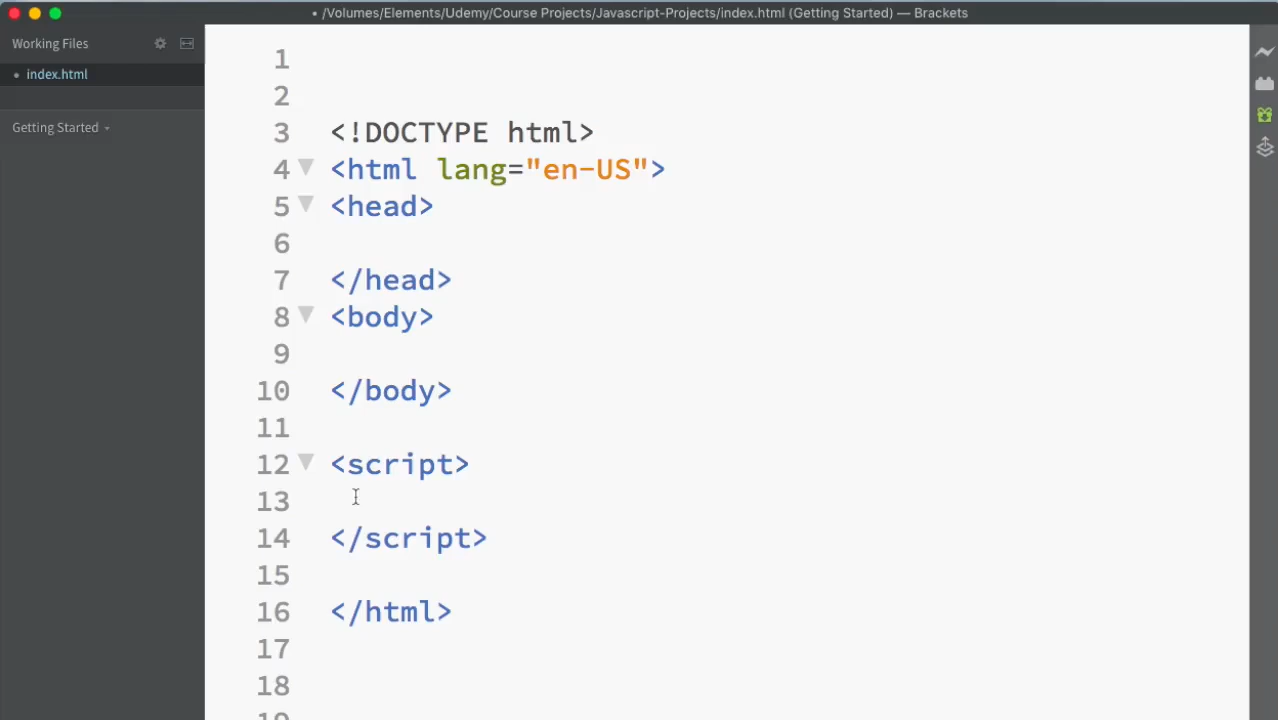 • /Volumes/Elements/Udemy/Course Projects/Javascript-Projects/index.html (Getting Started) — Brackets
Working Files
• index.html
Getting Started
1
2
3 <!DOCTYPE html>
4 <html lang="en-US">
5 <head>
6
7 </head>
8 <body>
9
10 </body>
11
12 <script>
13
14 </script>
15
16 </html>
17
18
19